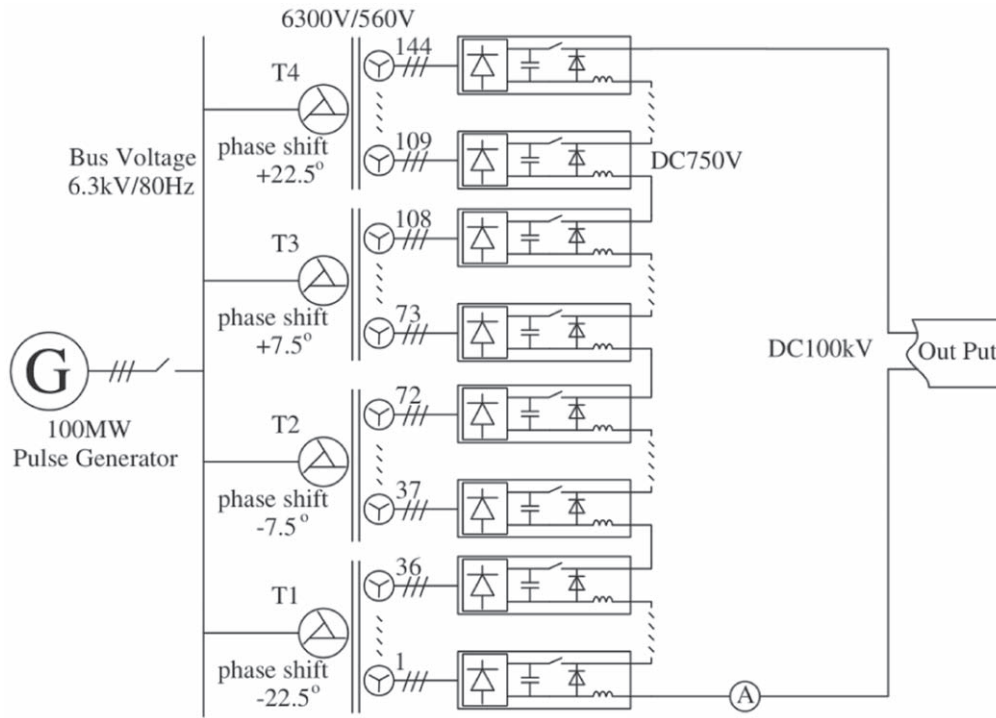 6300V/560V
144
T4
phase shift
+22.5°
109
DC750V
Bus Voltage
6.3kV/80Hz
108
T3
phase shift
+7.5°
73
DC100kV
Out Put
G
100MW
Pulse Generator
72
T2
phase shift
-7.5°
37
36
T1
phase shift
-22.5°
1
A